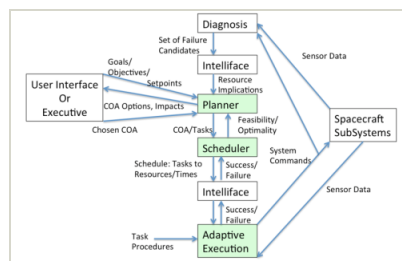 Diagnosis
Set of Failure
Candidates
Sensor Data
Goals/
Objectives/
Setpoints
Intelliface
Resource
Implications
User Interface
Or
Executive
COA Options, Impacts
Planner
Feasibility/
Optimality
Chosen COA
COA/Tasks
Spacecraft
SubSystems
Scheduler
System
Commands
Schedule: Tasks to
Resources/Times
Success/
Failure
Sensor Data
Intelliface
Success/
Failure
Task
Procedures
Adaptive
Execution